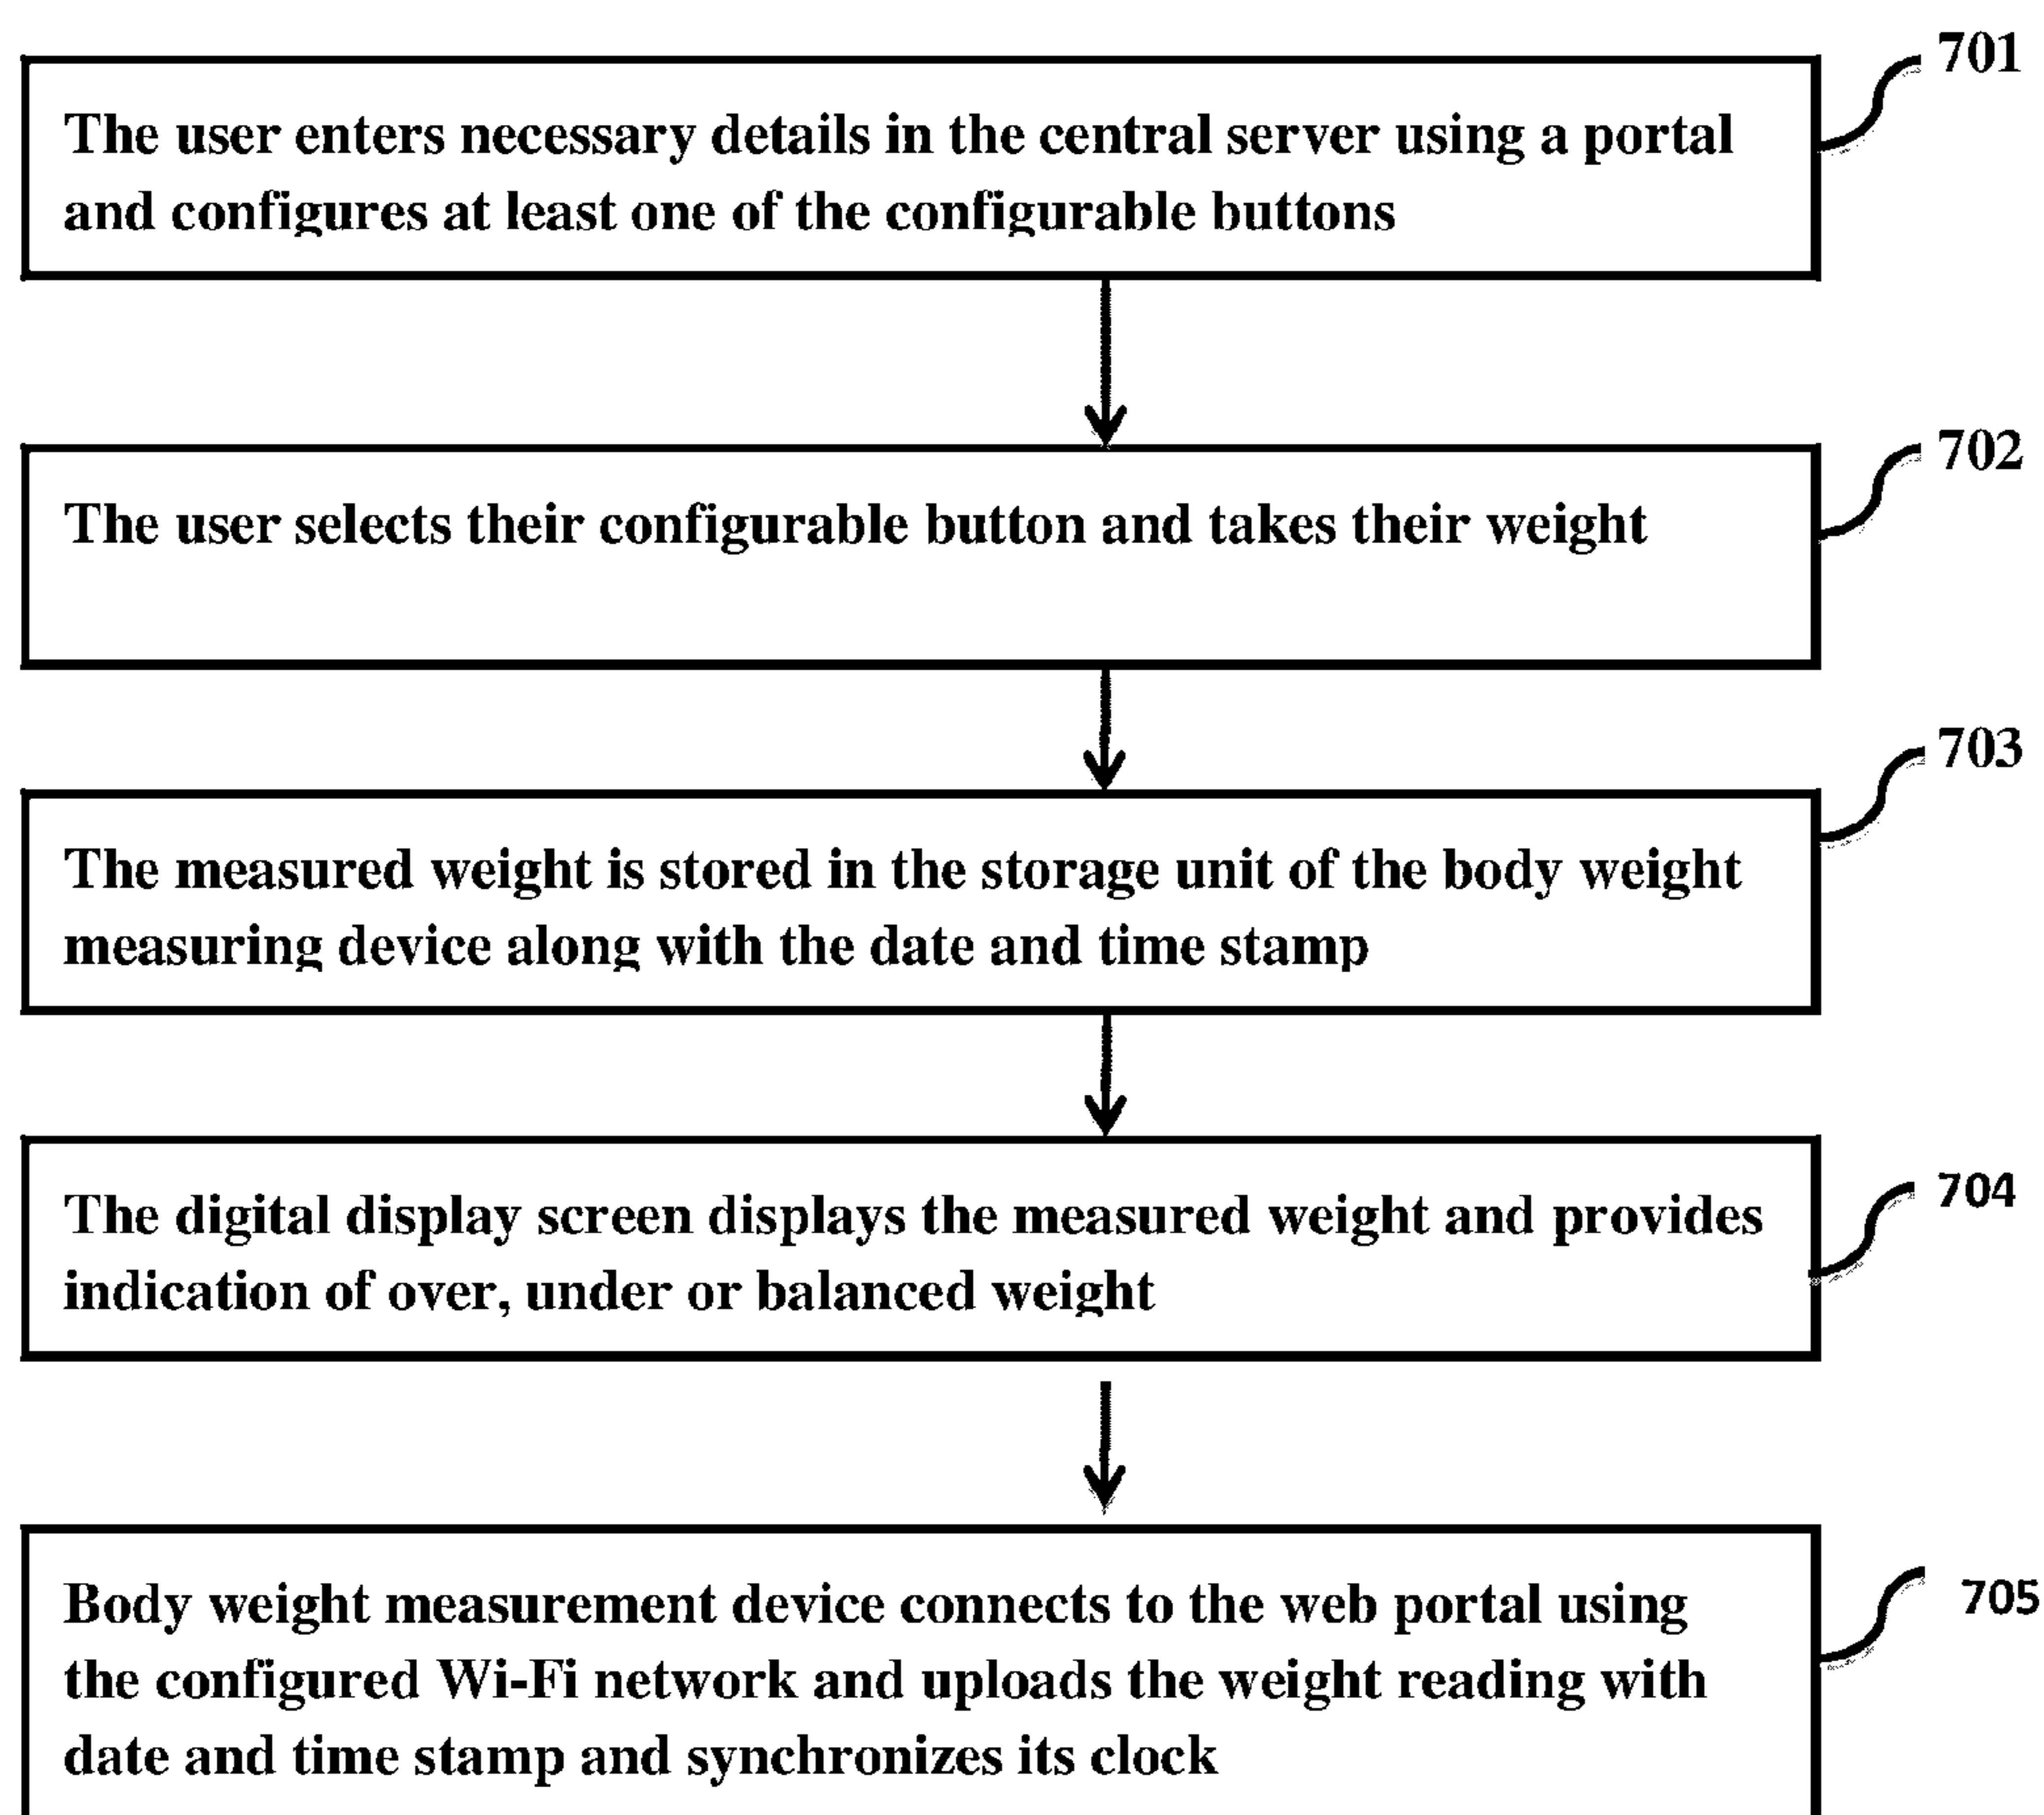 701
The user enters necessary details in the central server using a portal
and configures at least one of the configurable buttons
702
The user selects their configurable button and takes their weight
703
The measured weight is stored in the storage unit of the body weight
measuring device along with the date and time stamp
704
The digital display screen displays the measured weight and provides
indication of over, under or balanced weight
705
Body weight measurement device connects to the web portal using
the configured Wi-Fi network and uploads the weight reading with
date and time stamp and synchronizes its clock